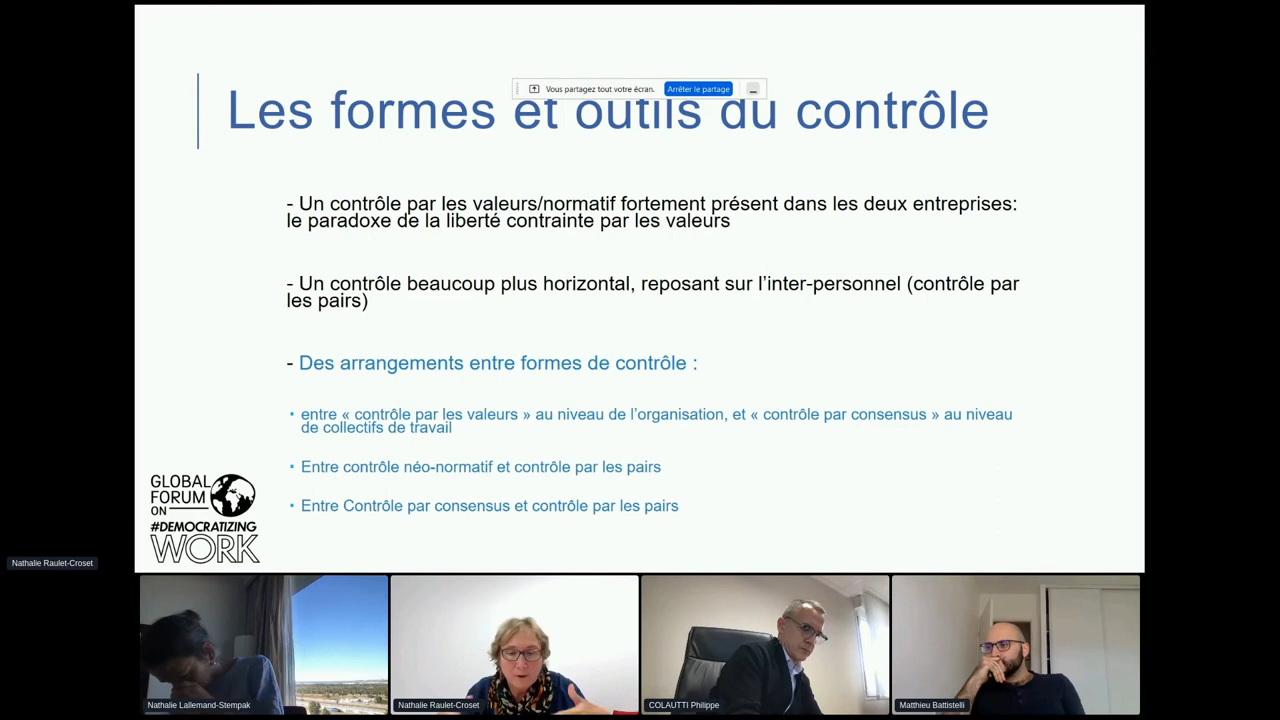 Vous partagez tout votre écran.
Arrêter le partage
Les formes et outils du contrôle
- Un contrôle par les valeurs/normatif fortement présent dans les deux entreprises:
le paradoxe de la liberté contrainte par les valeurs
- Un contrôle beaucoup plus horizontal, reposant sur l’inter-personnel (contrôle par
les pairs)
- Des arrangements entre formes de contrôle :
• entre « contrôle par les valeurs » au niveau de l’organisation, et « contrôle par consensus » au niveau
de collectifs de travail
• Entre contrôle néo-normatif et contrôle par les pairs
• Entre Contrôle par consensus et contrôle par les pairs
GLOBAL
FORUM
ON
#DEMOCRATIZING
WORK
Nathalie Raulet-Croset
Nathalie Lallemand-Stempak
Nathalie Raulet-Croset
COLAUTTI Philippe
Matthieu Battistelli